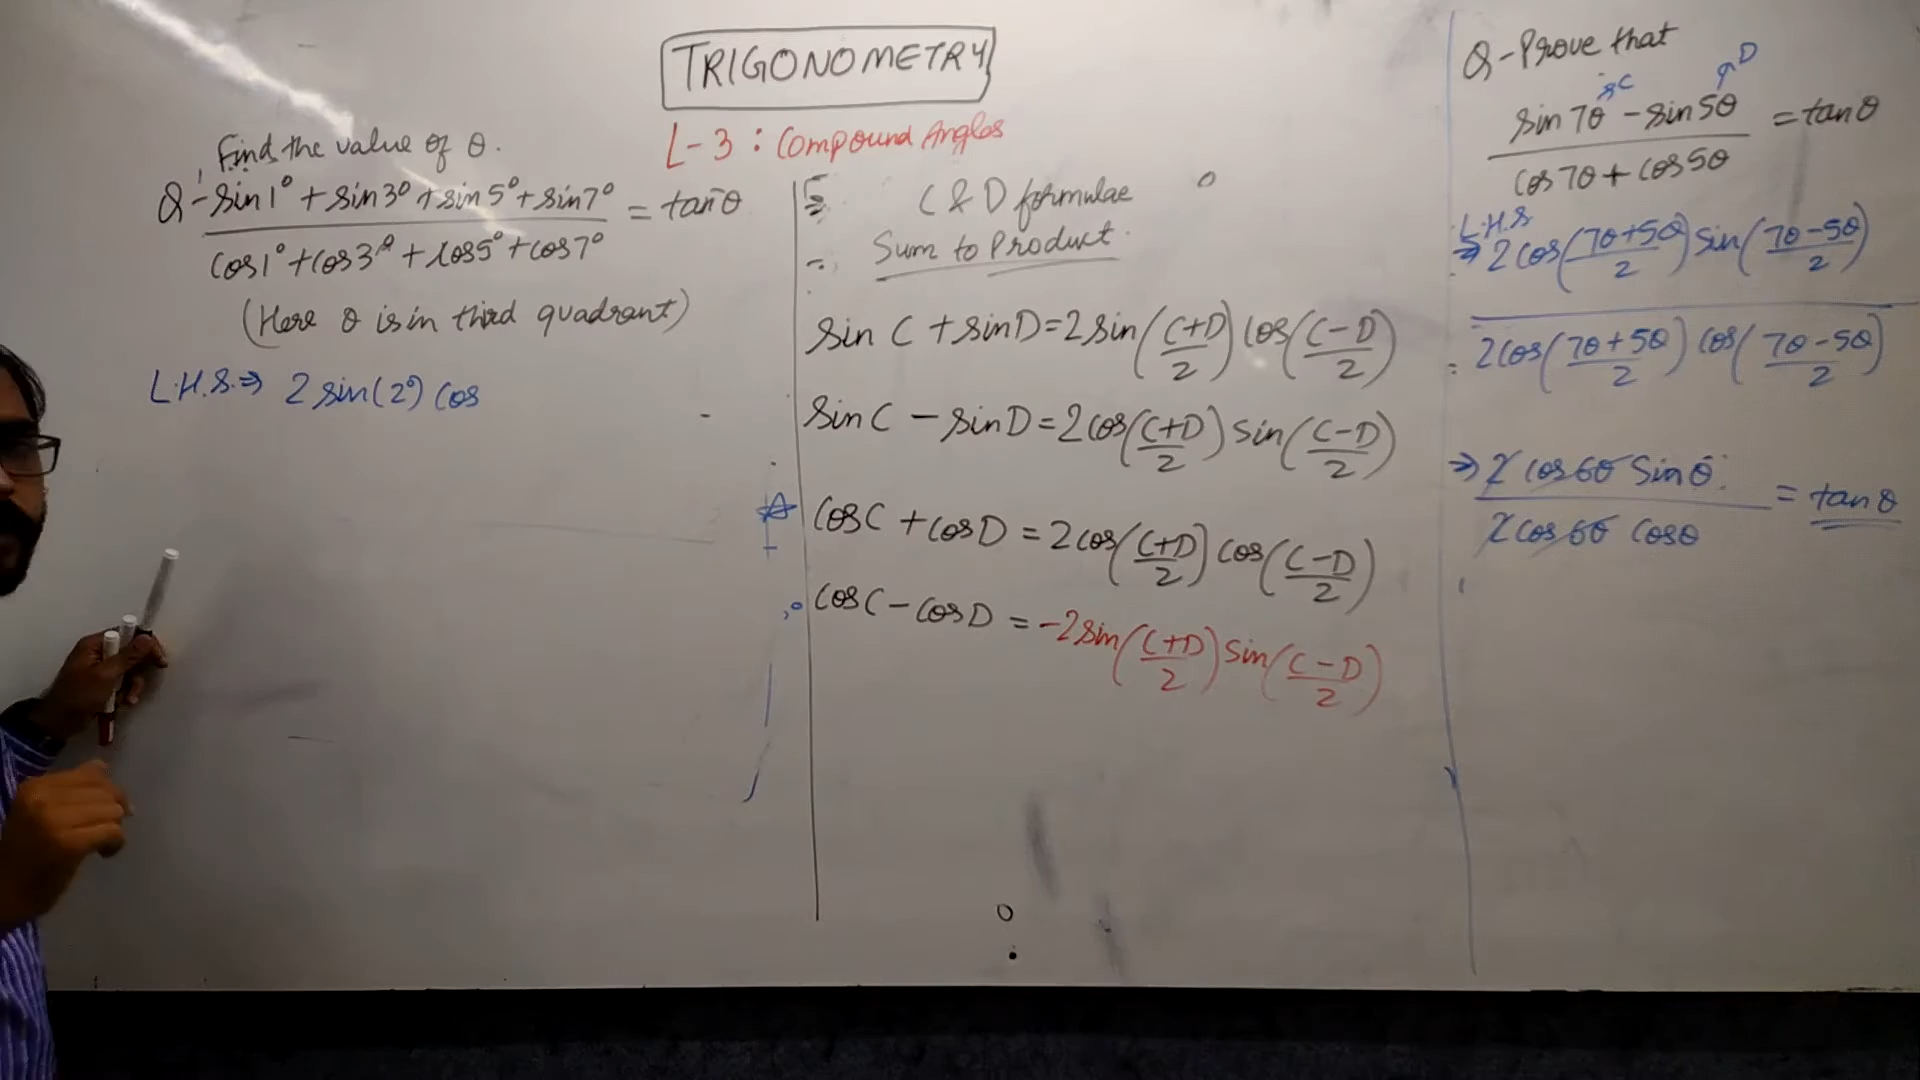 TRIGONOMETRY
L-3 : Compound Angles
Find the value of θ.
Q- sin1° + sin3° + sin5° + sin7° / cos1° + cos3° + cos5° + cos7° = tanθ
(Here θ is in third quadrant)
L.H.S. ⇒ 2 sin(2°) cos
C & D formulae
Sum to Product.
sin C + sin D = 2 sin(C+D/2) cos(C-D/2)
sin C - sin D = 2 cos(C+D/2) sin(C-D/2)
cos C + cos D = 2 cos(C+D/2) cos(C-D/2)
cos C - cos D = -2 sin(C+D/2) sin(C-D/2)
Q- Prove that
C D
sin 7θ - sin 5θ / cos 7θ + cos 5θ = tan θ
L.H.S
⇒ 2 cos(7θ+5θ/2) sin(7θ-5θ/2)
2 cos(7θ+5θ/2) cos(7θ-5θ/2)
⇒ 2 cos 6θ sin θ / 2 cos 6θ cos θ = tan θ